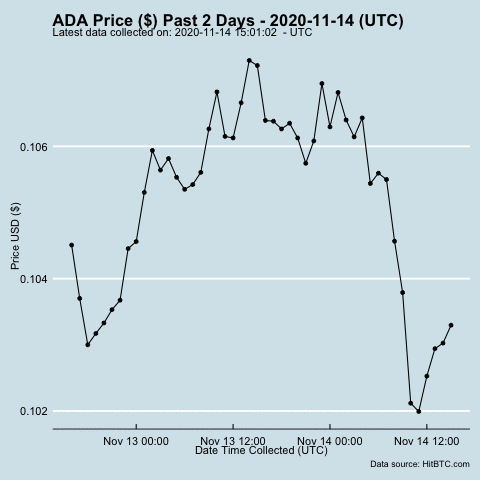 ADA Price ($) Past 2 Days - 2020-11-14 (UTC)
Latest data collected on: 2020-11-14 15:01:02  - UTC
0.106
0.104
0.102
Price USD ($)
Nov 13 00:00 Nov 13 12:00 Nov 14 00:00 Nov 14 12:00
Date Time Collected (UTC)
Data source: HitBTC.com